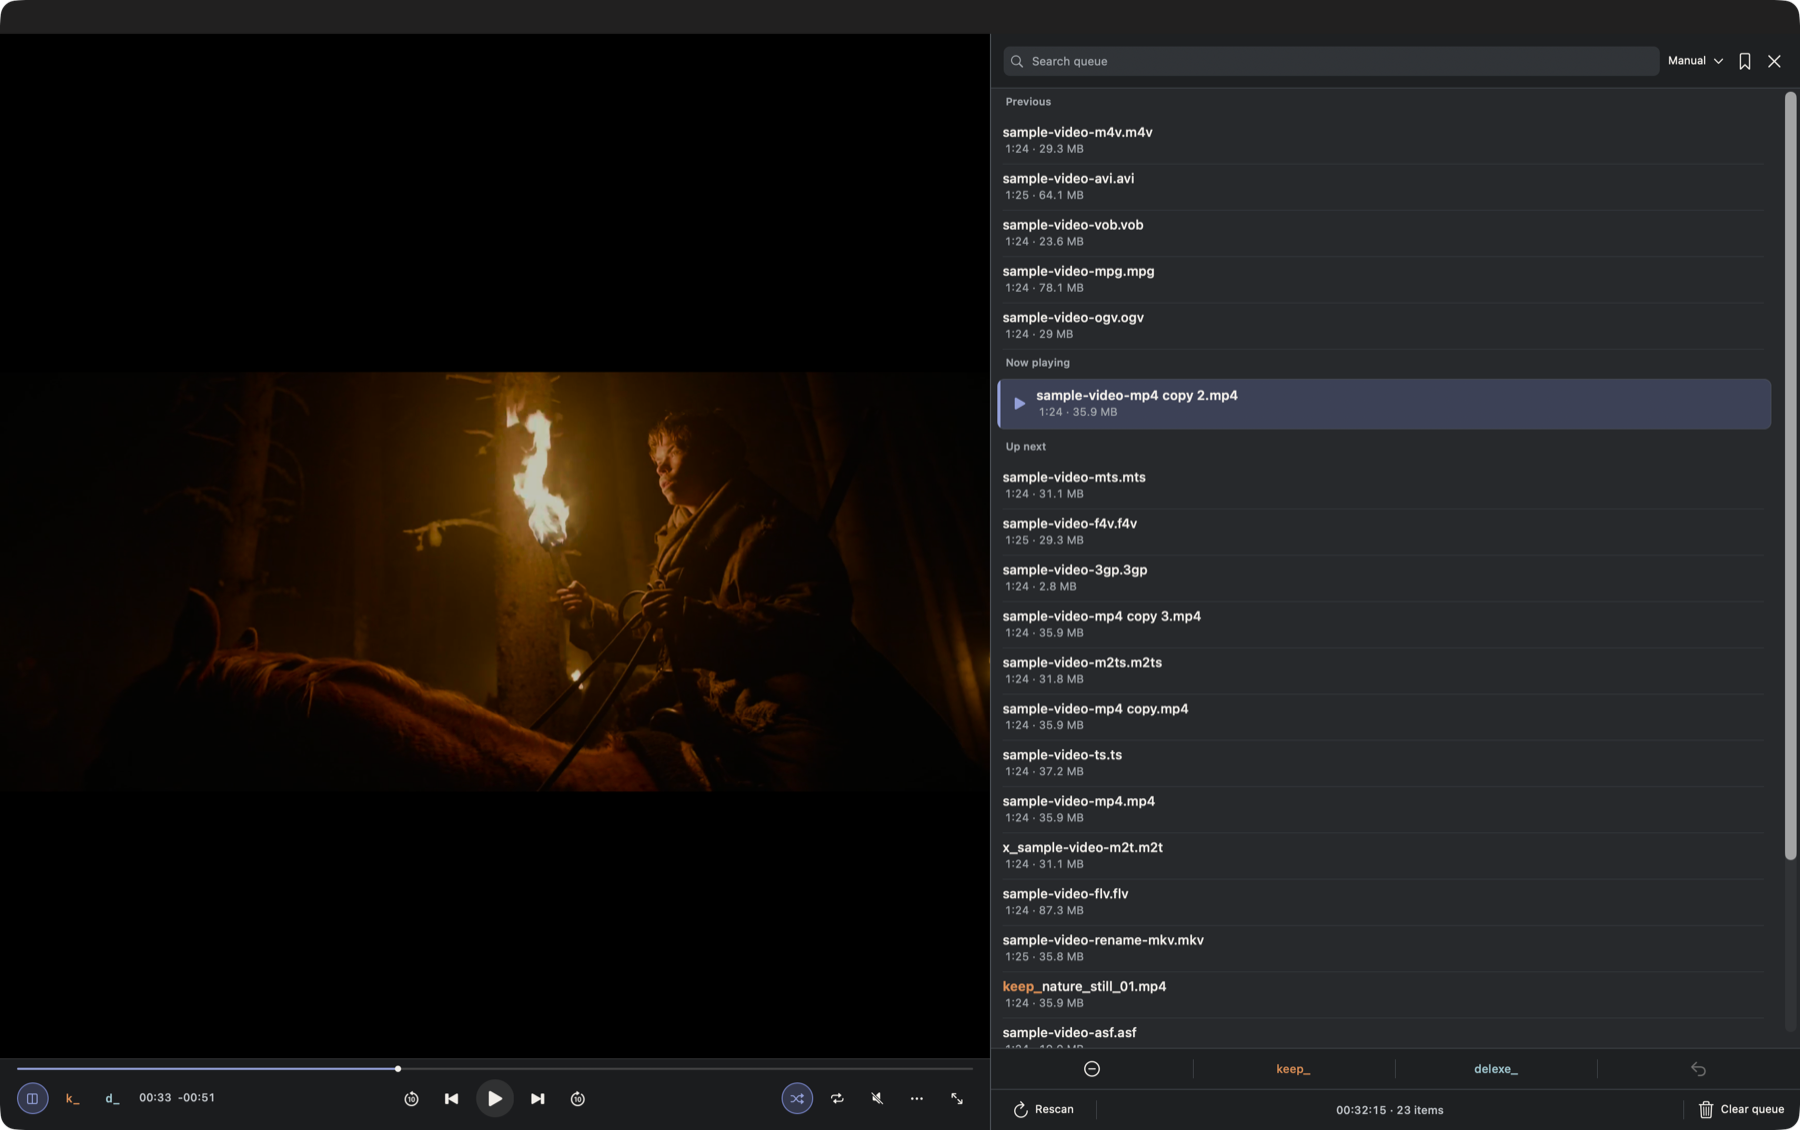 Search queue
Manual
Previous
sample-video-m4v.m4v
1:24 · 29.3 MB
sample-video-avi.avi
1:25 · 64.1 MB
sample-video-vob.vob
1:24 · 23.6 MB
sample-video-mpg.mpg
1:24 · 78.1 MB
sample-video-ogv.ogv
1:24 · 29 MB
Now playing
sample-video-mp4 copy 2.mp4
1:24 · 35.9 MB
Up next
sample-video-mts.mts
1:24 · 31.1 MB
sample-video-f4v.f4v
1:25 · 29.3 MB
sample-video-3gp.3gp
1:24 · 2.8 MB
sample-video-mp4 copy 3.mp4
1:24 · 35.9 MB
sample-video-m2ts.m2ts
1:24 · 31.8 MB
sample-video-mp4 copy.mp4
1:24 · 35.9 MB
sample-video-ts.ts
1:24 · 37.2 MB
sample-video-mp4.mp4
1:24 · 35.9 MB
x_sample-video-m2t.m2t
1:24 · 31.1 MB
sample-video-flv.flv
1:24 · 87.3 MB
sample-video-rename-mkv.mkv
1:25 · 35.8 MB
keep_nature_still_01.mp4
1:24 · 35.9 MB
sample-video-asf.asf
keep_
delexe_
k_ d_ 00:33 -00:51
10
10
Rescan
00:32:15 · 23 items
Clear queue